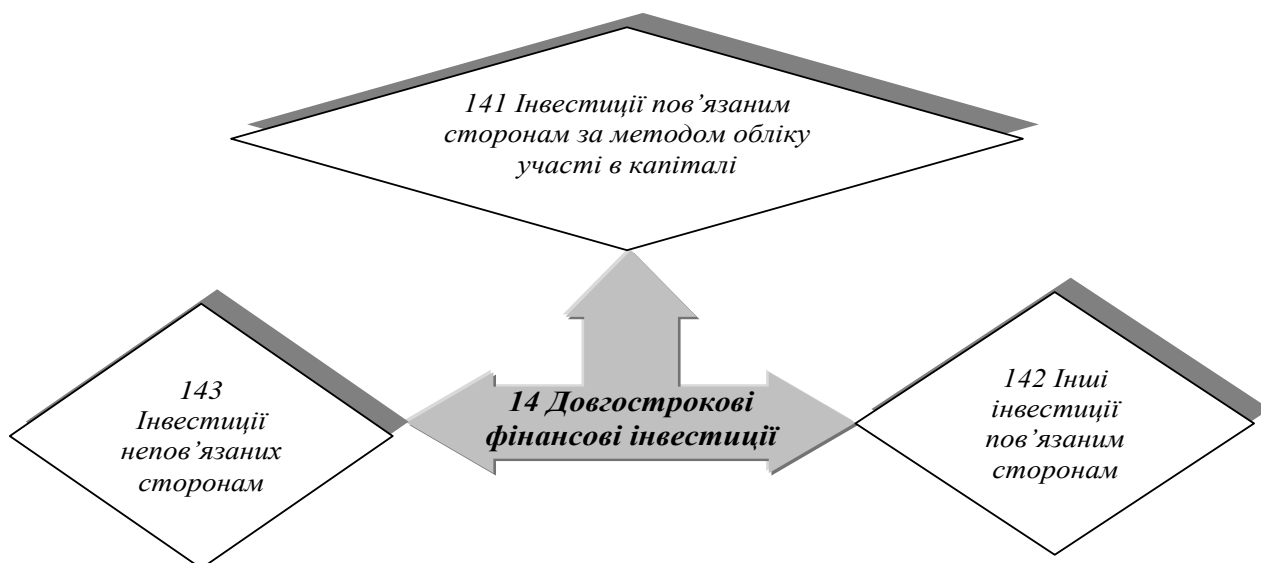 141 Інвестиції пов’язаним
сторонам за методом обліку
участі в капіталі
143
Інвестиції
непов’язаних
сторонам
14 Довгострокові
фінансові інвестиції
142 Інші
інвестиції
пов’язаним
сторонам